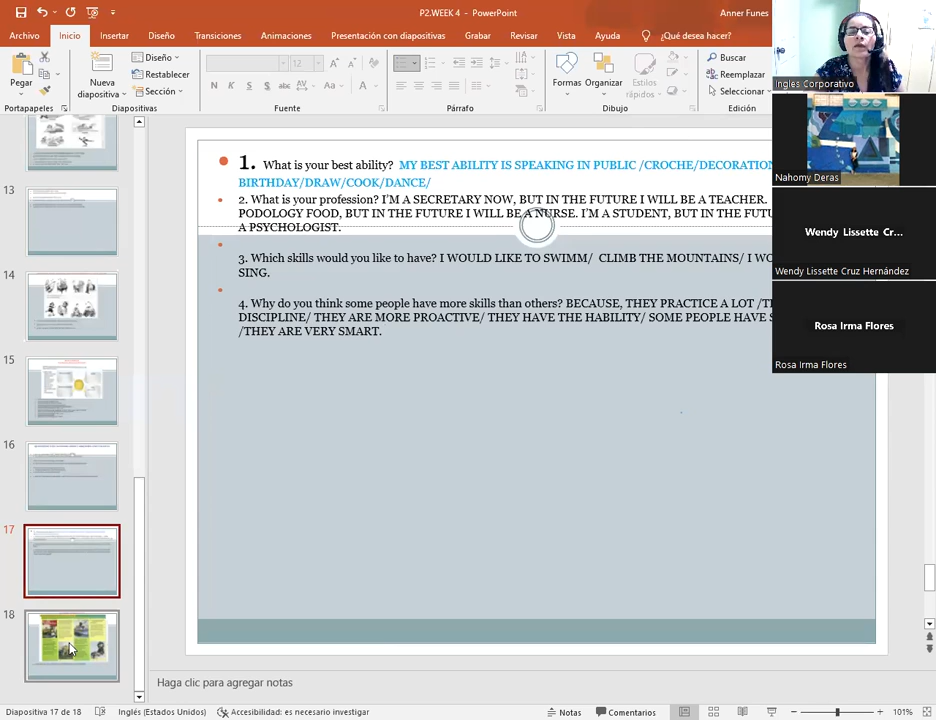 P2.WEEK 4 - PowerPoint
Anner Funes
Archivo Inicio Insertar Diseño Transiciones Animaciones Presentación con diapositivas Grabar Revisar Vista Ayuda ¿Qué desea hacer?
Pegar
Nueva diapositiva
Diseño
Restablecer
Sección
12
N K S
Aa
A
Formas
Organizar
Estilos rápidos
Buscar
Reemplazar
Seleccionar
Portapapeles Diapositivas Fuente Párrafo Dibujo Edición
Ingles Corporativo
Nahomy Deras
Wendy Lissette Cr...
Wendy Lissette Cruz Hernández
Rosa Irma Flores
Rosa Irma Flores
13
14
15
16
17
18
1. What is your best ability? MY BEST ABILITY IS SPEAKING IN PUBLIC /CROCHE/DECORATION
BIRTHDAY/DRAW/COOK/DANCE/
2. What is your profession? I'M A SECRETARY NOW, BUT IN THE FUTURE I WILL BE A TEACHER.
PODOLOGY FOOD, BUT IN THE FUTURE I WILL BE A NURSE. I'M A STUDENT, BUT IN THE FUTU
A PSYCHOLOGIST.
3. Which skills would you like to have? I WOULD LIKE TO SWIMM/ CLIMB THE MOUNTAINS/ I WO
SING.
4. Why do you think some people have more skills than others? BECAUSE, THEY PRACTICE A LOT /TH
DISCIPLINE/ THEY ARE MORE PROACTIVE/ THEY HAVE THE HABILITY/ SOME PEOPLE HAVE S
/THEY ARE VERY SMART.
Haga clic para agregar notas
Diapositiva 17 de 18 Inglés (Estados Unidos) Accesibilidad: es necesario investigar Notas Comentarios 101%